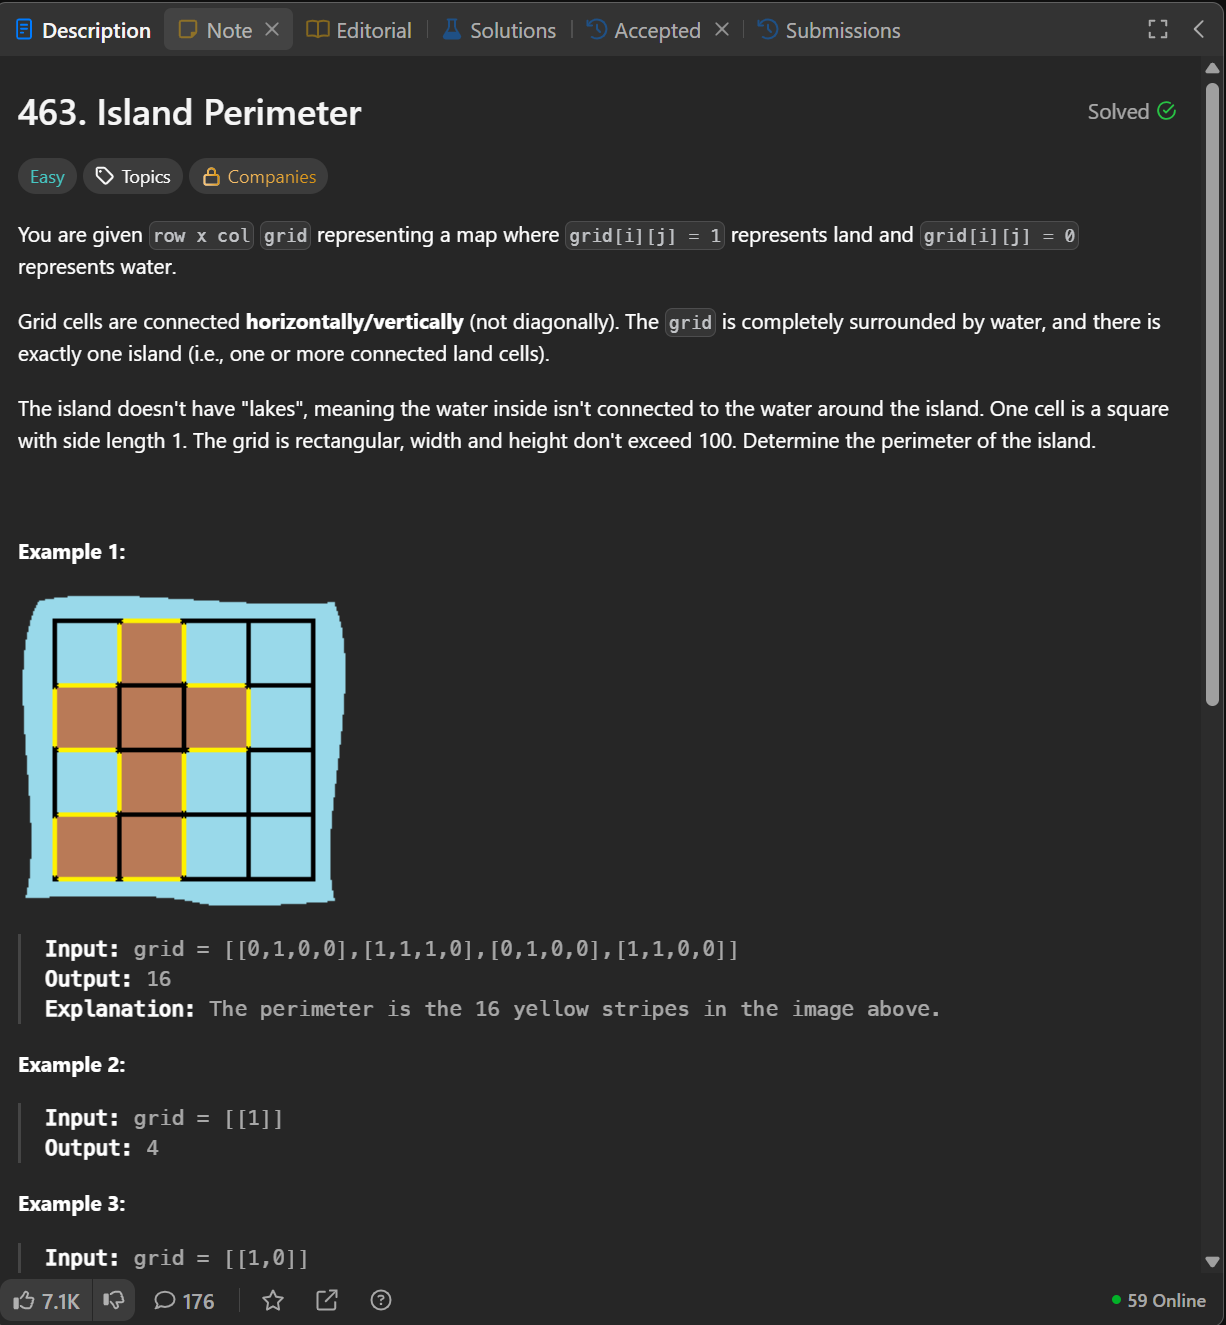 Description Note Editorial Solutions Accepted Submissions
463. Island Perimeter
Solved
Easy Topics Companies
You are given row x col grid representing a map where grid[i][j] = 1 represents land and grid[i][j] = 0
represents water.
Grid cells are connected horizontally/vertically (not diagonally). The grid is completely surrounded by water, and there is
exactly one island (i.e., one or more connected land cells).
The island doesn't have "lakes", meaning the water inside isn't connected to the water around the island. One cell is a square
with side length 1. The grid is rectangular, width and height don't exceed 100. Determine the perimeter of the island.
Example 1:
Input: grid = [[0,1,0,0],[1,1,1,0],[0,1,0,0],[1,1,0,0]]
Output: 16
Explanation: The perimeter is the 16 yellow stripes in the image above.
Example 2:
Input: grid = [[1]]
Output: 4
Example 3:
Input: grid = [[1,0]]
7.1K 176 59 Online